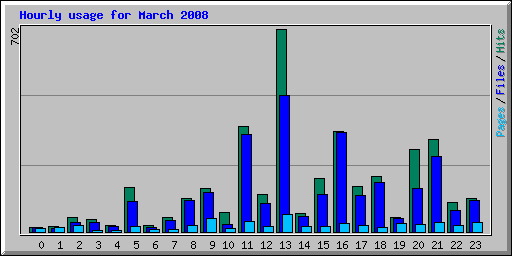 Hourly usage for March 2008
702
Pages / Files / Hits
0 1 2 3 4 5 6 7 8 9 10 11 12 13 14 15 16 17 18 19 20 21 22 23